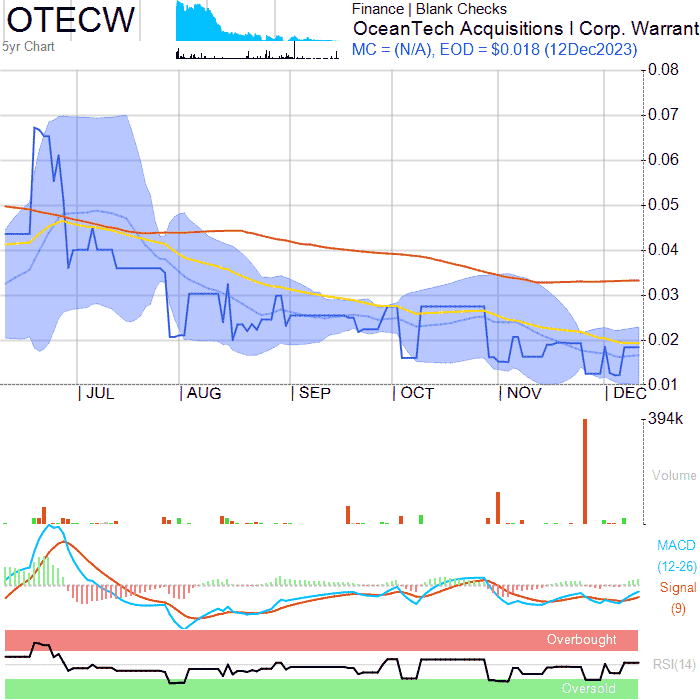 OTECW
5yr Chart
Finance | Blank Checks
OceanTech Acquisitions I Corp. Warrant
MC = (N/A), EOD = $0.018 (12Dec2023)
0.08
0.07
0.06
0.05
0.04
0.03
0.02
0.01
JUL AUG SEP OCT NOV DEC
394k
Volume
MACD
(12-26)
Signal
(9)
Overbought
RSI(14)
Oversold